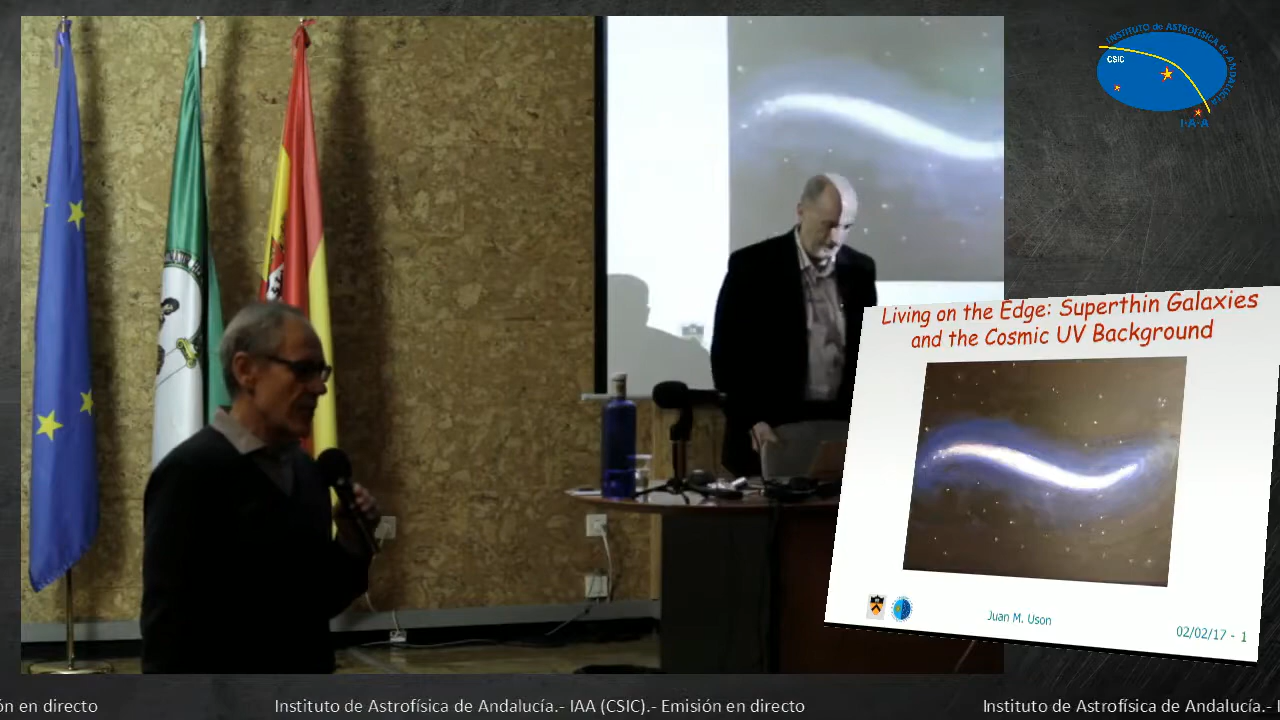 INSTITUTO de ASTROFÍSICA de ANDALUCÍA
CSIC
I·A·A
Living on the Edge: Superthin Galaxies
and the Cosmic UV Background
Juan M. Uson
02/02/17 - 1
ón en directo
Instituto de Astrofísica de Andalucía.- IAA (CSIC).- Emisión en directo
Instituto de Astrofísica de Andalucía.-